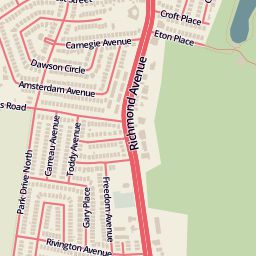 Street
Croft Place
Carnegie Avenue
Eton Place
Dawson Circle
Richmond Avenue
Amsterdam Avenue
Road
Carreau Avenue
Toddy Avenue
Park Drive North
Gary Place
Freedom Avenue
Rivington Avenue